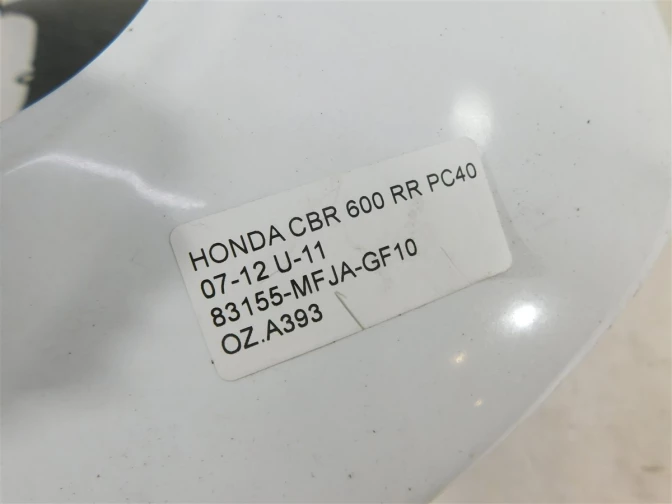 HONDA CBR 600 RR PC40
07-12 U-11
83155-MFJA-GF10
OZ.A393